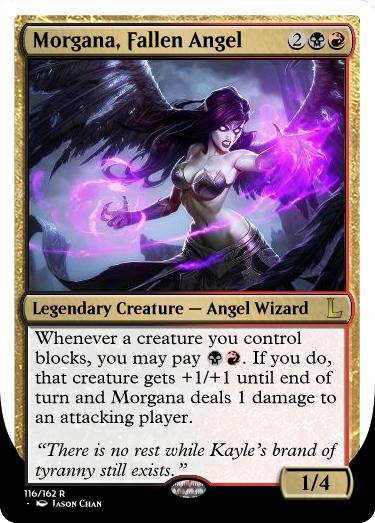 Morgana, Fallen Angel 2
Legendary Creature — Angel Wizard L
Whenever a creature you control
blocks, you may pay . If you do,
that creature gets +1/+1 until end of
turn and Morgana deals 1 damage to
an attacking player.
“There is no rest while Kayle’s brand of
tyranny still exists.”
1/4
116/162 R
· Jason Chan